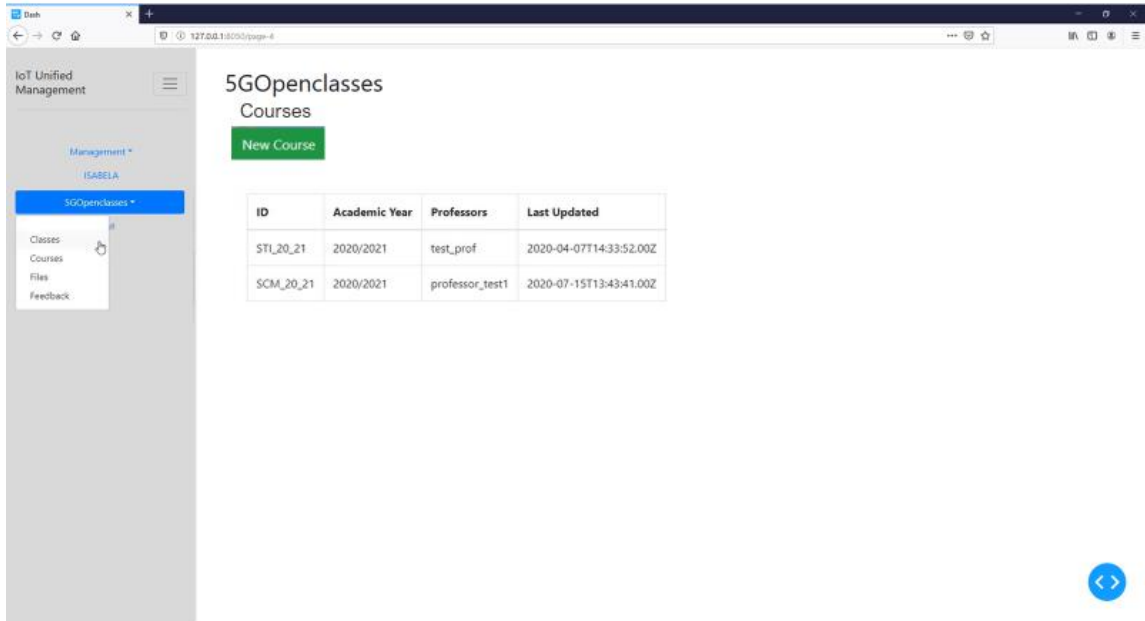 Dash
127.0.0.1:8050/page-4
IoT Unified
Management
Management
ISABELA
5GOpenclasses
Classes
Courses
Files
Feedback
5GOpenclasses
Courses
New Course
ID Academic Year Professors Last Updated
STI_20_21 2020/2021 test_prof 2020-04-07T14:33:52.00Z
SCM_20_21 2020/2021 professor_test1 2020-07-15T13:43:41.00Z